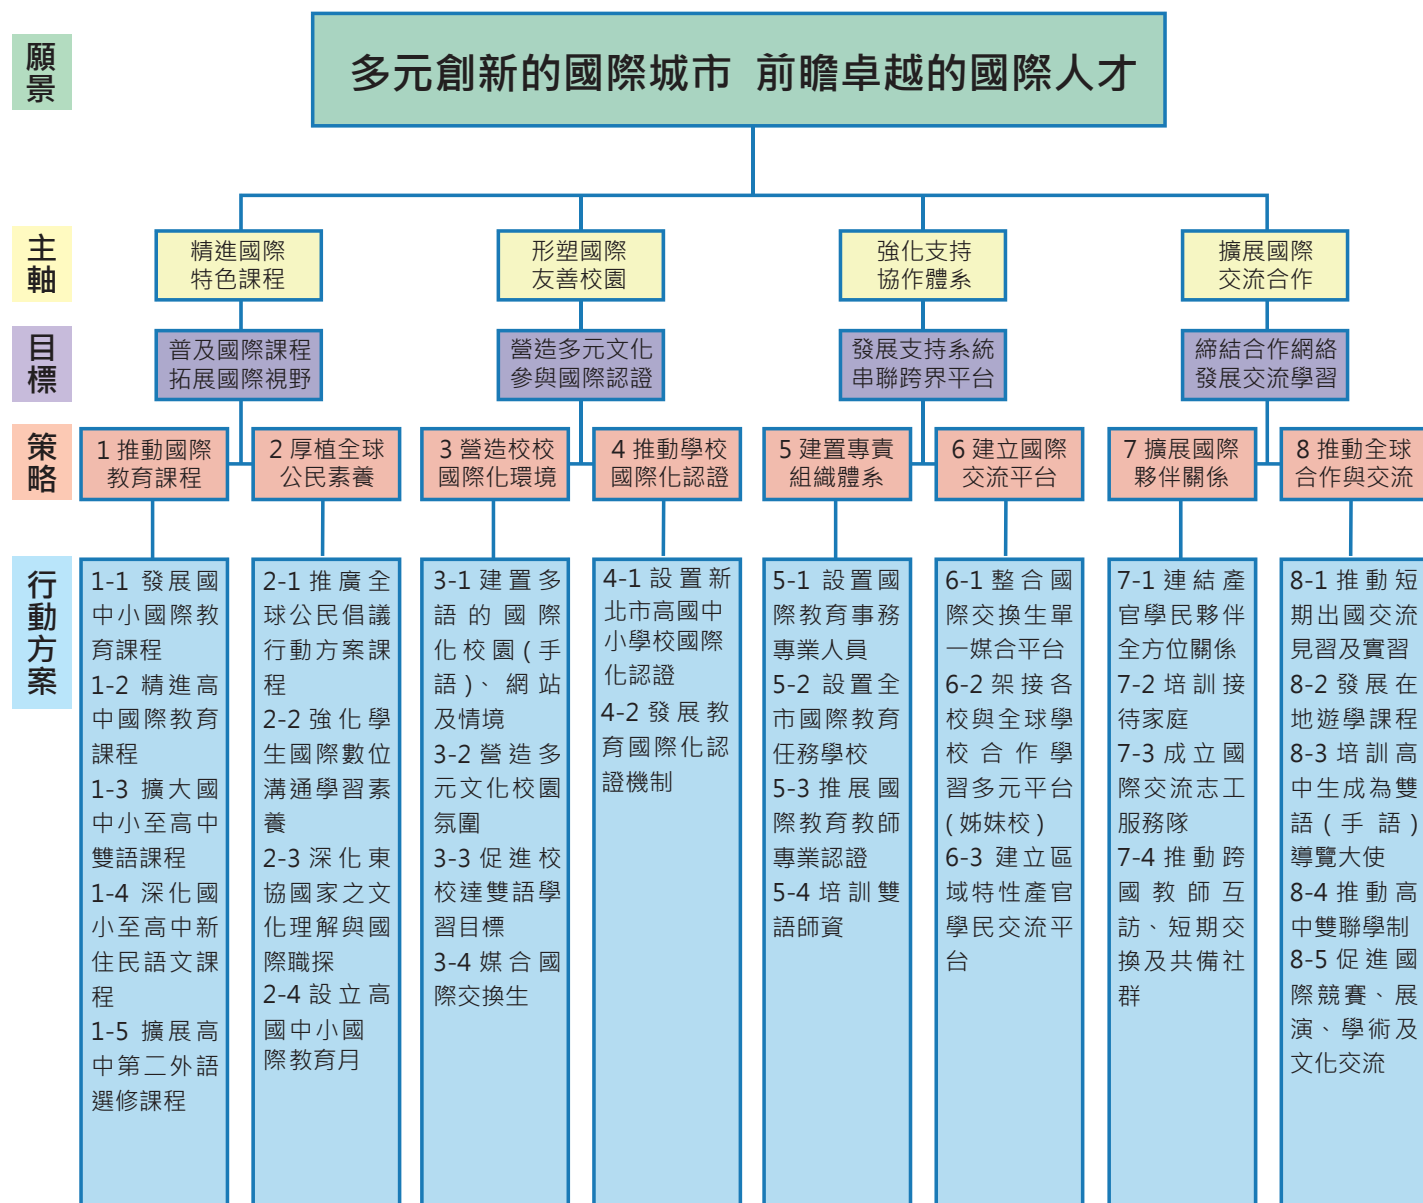 願景
多元創新的國際城市 前瞻卓越的國際人才
主軸
精進國際
特色課程
形塑國際
友善校園
強化支持
協作體系
擴展國際
交流合作
目標
普及國際課程
拓展國際視野
營造多元文化
參與國際認證
發展支持系統
串聯跨界平台
締結合作網絡
發展交流學習
策略
1 推動國際
教育課程
2 厚植全球
公民素養
3 營造校校
國際化環境
4 推動學校
國際化認證
5 建置專責
組織體系
6 建立國際
交流平台
7 擴展國際
夥伴關係
8 推動全球
合作與交流
行動方案
1-1 發展國
中小國際教
育課程
1-2 精進高
中國際教育
課程
1-3 擴大國
中小至高中
雙語課程
1-4 深化國
小至高中新
住民語文課
程
1-5 擴展高
中第二外語
選修課程
2-1 推廣全
球公民倡議
行動方案課
程
2-2 強化學
生國際數位
溝通學習素
養
2-3 深化東
協國家之文
化理解與國
際職探
2-4 設立高
國中小國
際教育月
3-1 建置多
語的國際
化校園(手
語)、網站
及情境
3-2 營造多
元文化校園
氛圍
3-3 促進校
校達雙語學
習目標
3-4 媒合國
際交換生
4-1 設置新
北市高國中
小學校國際
化認證
4-2 發展教
育國際化認
證機制
5-1 設置國
際教育事務
專業人員
5-2 設置全
市國際教育
任務學校
5-3 推展國
際教育教師
專業認證
5-4 培訓雙
語師資
6-1 整合國
際交換生單
一媒合平台
6-2 架接各
校與全球學
校合作學
習多元平台
(姊妹校)
6-3 建立區
域特性產官
學民交流平
台
7-1 連結產
官學民夥伴
全方位關係
7-2 培訓接
待家庭
7-3 成立國
際交流志工
服務隊
7-4 推動跨
國教師互
訪、短期交
換及共備社
群
8-1 推動短
期出國交流
見習及實習
8-2 發展在
地遊學課程
8-3 培訓高
中生成為雙
語(手語)
導覽大使
8-4 推動高
中雙聯學制
8-5 促進國
際競賽、展
演、學術及
文化交流